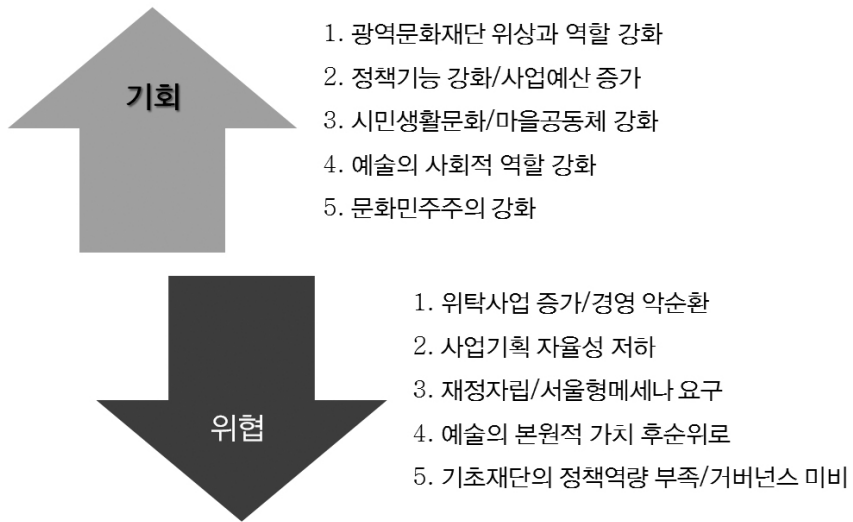 기회
1. 광역문화재단 위상과 역할 강화
2. 정책기능 강화/사업예산 증가
3. 시민생활문화/마을공동체 강화
4. 예술의 사회적 역할 강화
5. 문화민주주의 강화
위협
1. 위탁사업 증가/경영 악순환
2. 사업기획 자율성 저하
3. 재정자립/서울형메세나 요구
4. 예술의 본원적 가치 후순위로
5. 기초재단의 정책역량 부족/거버넌스 미비